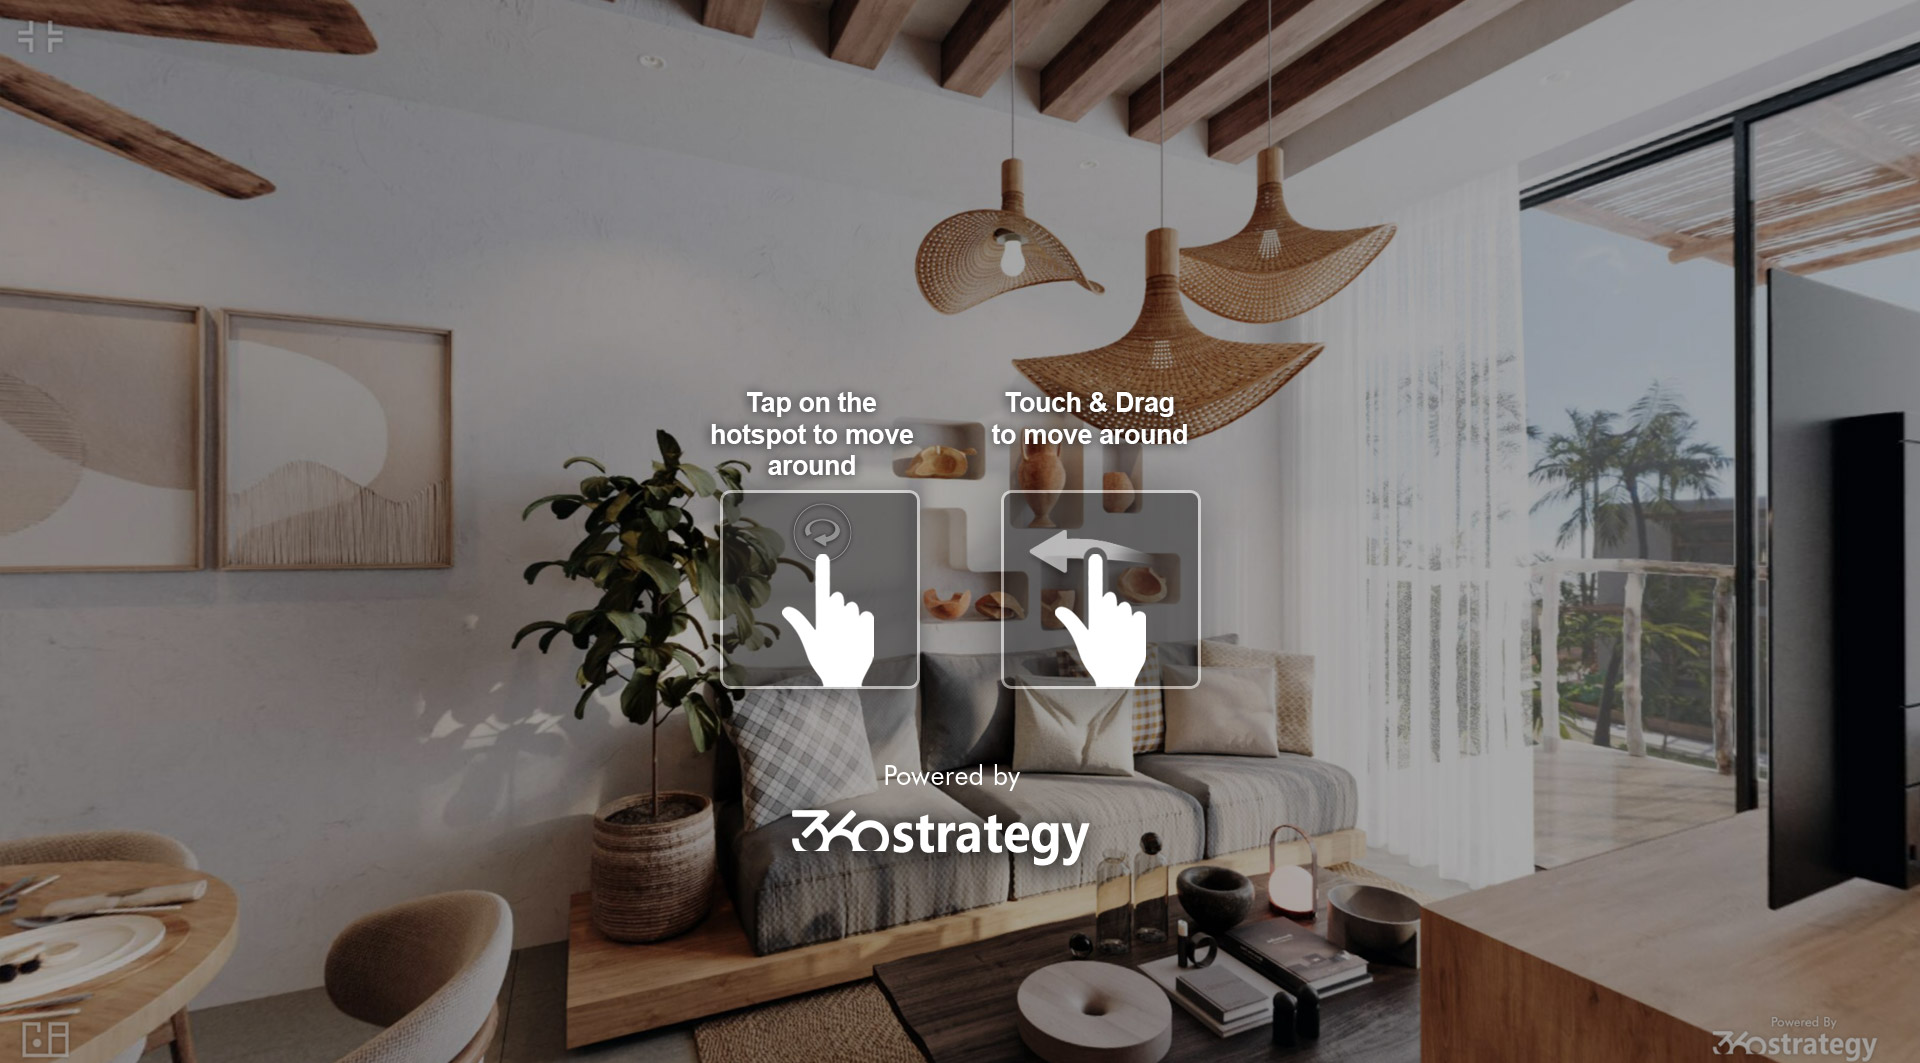 Tap on the
hotspot to move
around
Touch & Drag
to move around
Powered by
360strategy
Powered By
360strategy